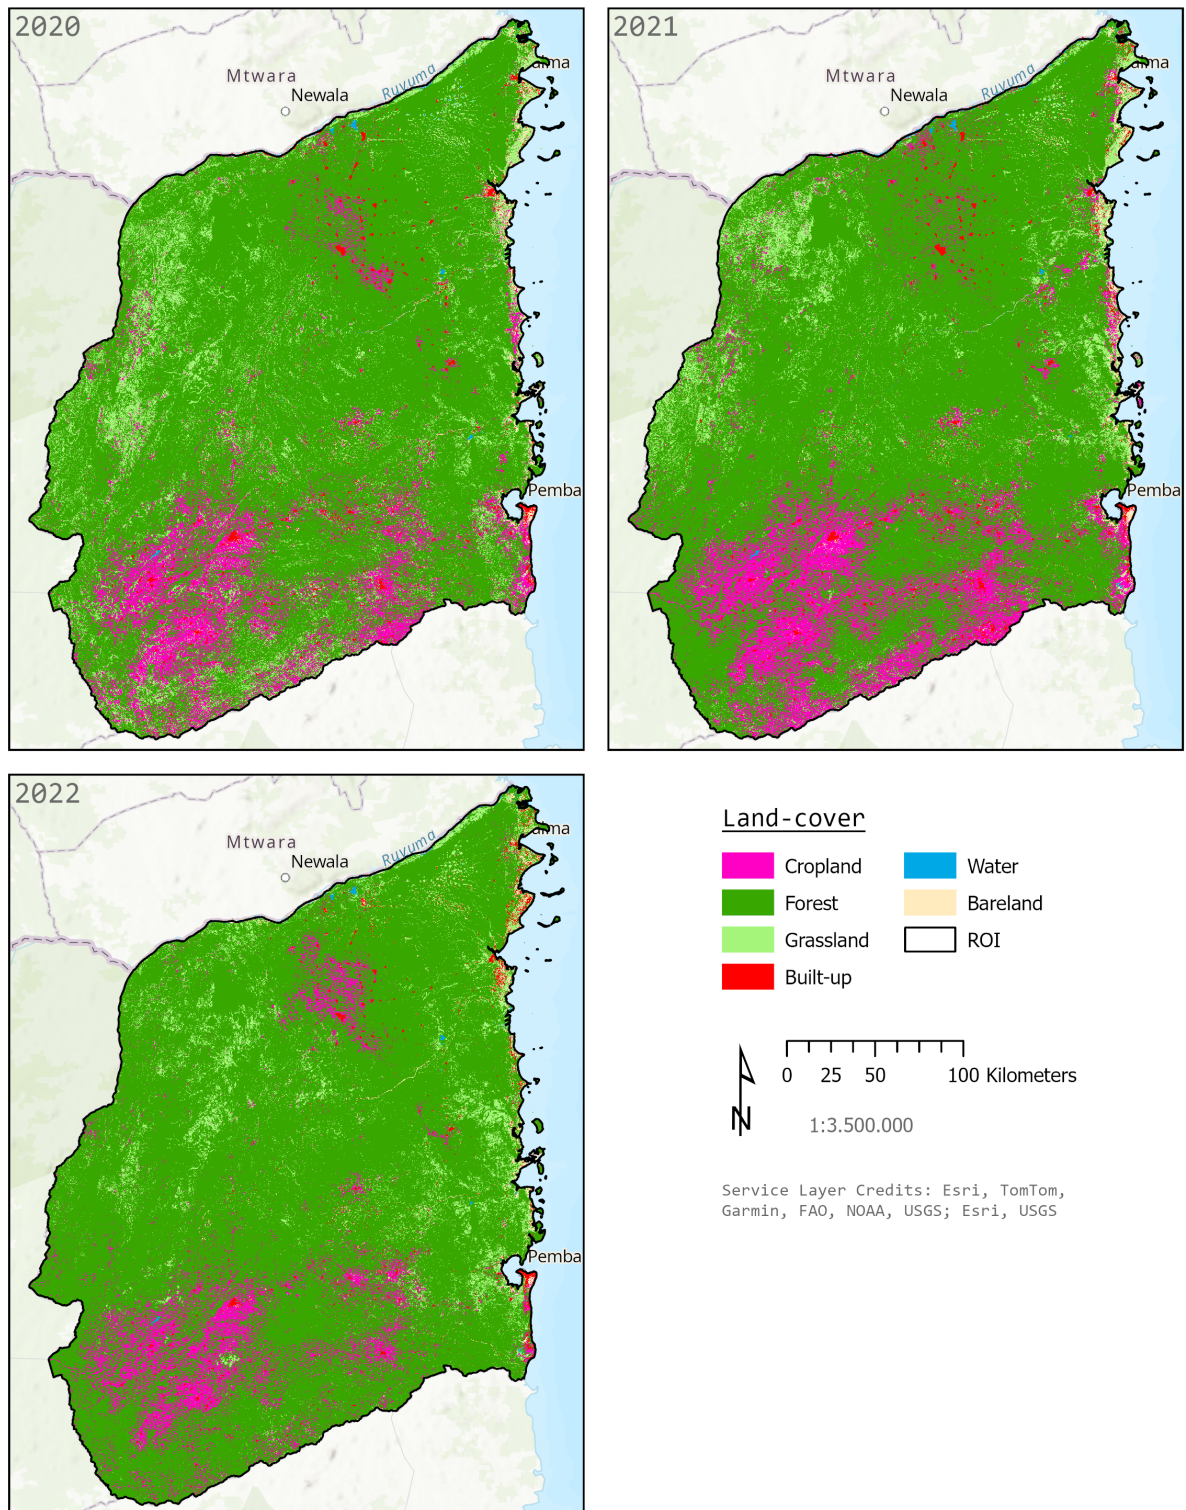 2020
Mtwara
Newala
Ruvuma
Pemba
2021
Mtwara
Newala
Ruvuma
Pemba
2022
Mtwara
Newala
Ruvuma
Pemba
Land-cover
Cropland
Forest
Grassland
Built-up
Water
Bareland
ROI
N
0 25 50 100 Kilometers
1:3.500.000
Service Layer Credits: Esri, TomTom,
Garmin, FAO, NOAA, USGS; Esri, USGS